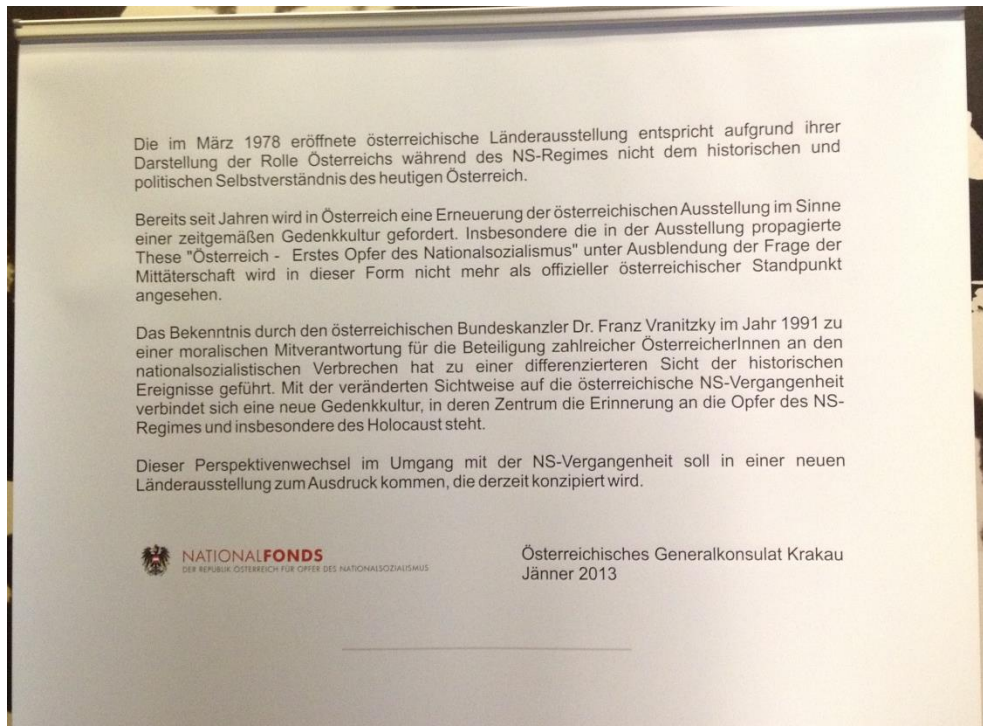 Die im März 1978 eröffnete österreichische Länderausstellung entspricht aufgrund ihrer
Darstellung der Rolle Österreichs während des NS-Regimes nicht dem historischen und
politischen Selbstverständnis des heutigen Österreich.
Bereits seit Jahren wird in Österreich eine Erneuerung der österreichischen Ausstellung im Sinne
einer zeitgemäßen Gedenkkultur gefordert. Insbesondere die in der Ausstellung propagierte
These "Österreich - Erstes Opfer des Nationalsozialismus" unter Ausblendung der Frage der
Mittäterschaft wird in dieser Form nicht mehr als offizieller österreichischer Standpunkt
angesehen.
Das Bekenntnis durch den österreichischen Bundeskanzler Dr. Franz Vranitzky im Jahr 1991 zu
einer moralischen Mitverantwortung für die Beteiligung zahlreicher ÖsterreicherInnen an den
nationalsozialistischen Verbrechen hat zu einer differenzierteren Sicht der historischen
Ereignisse geführt. Mit der veränderten Sichtweise auf die österreichische NS-Vergangenheit
verbindet sich eine neue Gedenkkultur, in deren Zentrum die Erinnerung an die Opfer des NS-
Regimes und insbesondere des Holocaust steht.
Dieser Perspektivenwechsel im Umgang mit der NS-Vergangenheit soll in einer neuen
Länderausstellung zum Ausdruck kommen, die derzeit konzipiert wird.
NATIONALFONDS
DER REPUBLIK ÖSTERREICH FÜR OPFER DES NATIONALSOZIALISMUS
Österreichisches Generalkonsulat Krakau
Jänner 2013